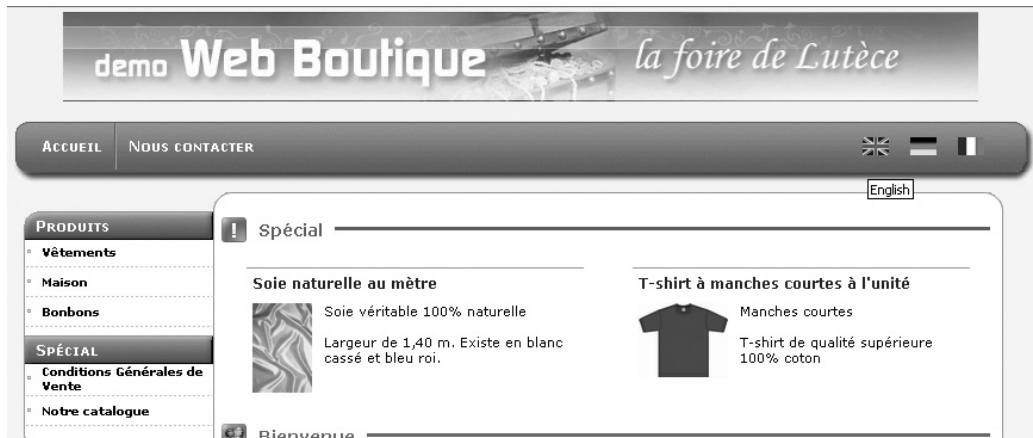 demo Web Boutique la foire de Lutèce
ACCUEIL NOUS CONTACTER
English
PRODUITS
Vêtements
Maison
Bonbons
SPÉCIAL
Conditions Générales de
Vente
Notre catalogue
! Spécial
Soie naturelle au mètre
Soie véritable 100% naturelle
Largeur de 1,40 m. Existe en blanc
cassé et bleu roi.
T-shirt à manches courtes à l'unité
Manches courtes
T-shirt de qualité supérieure
100% coton
Bienvenue